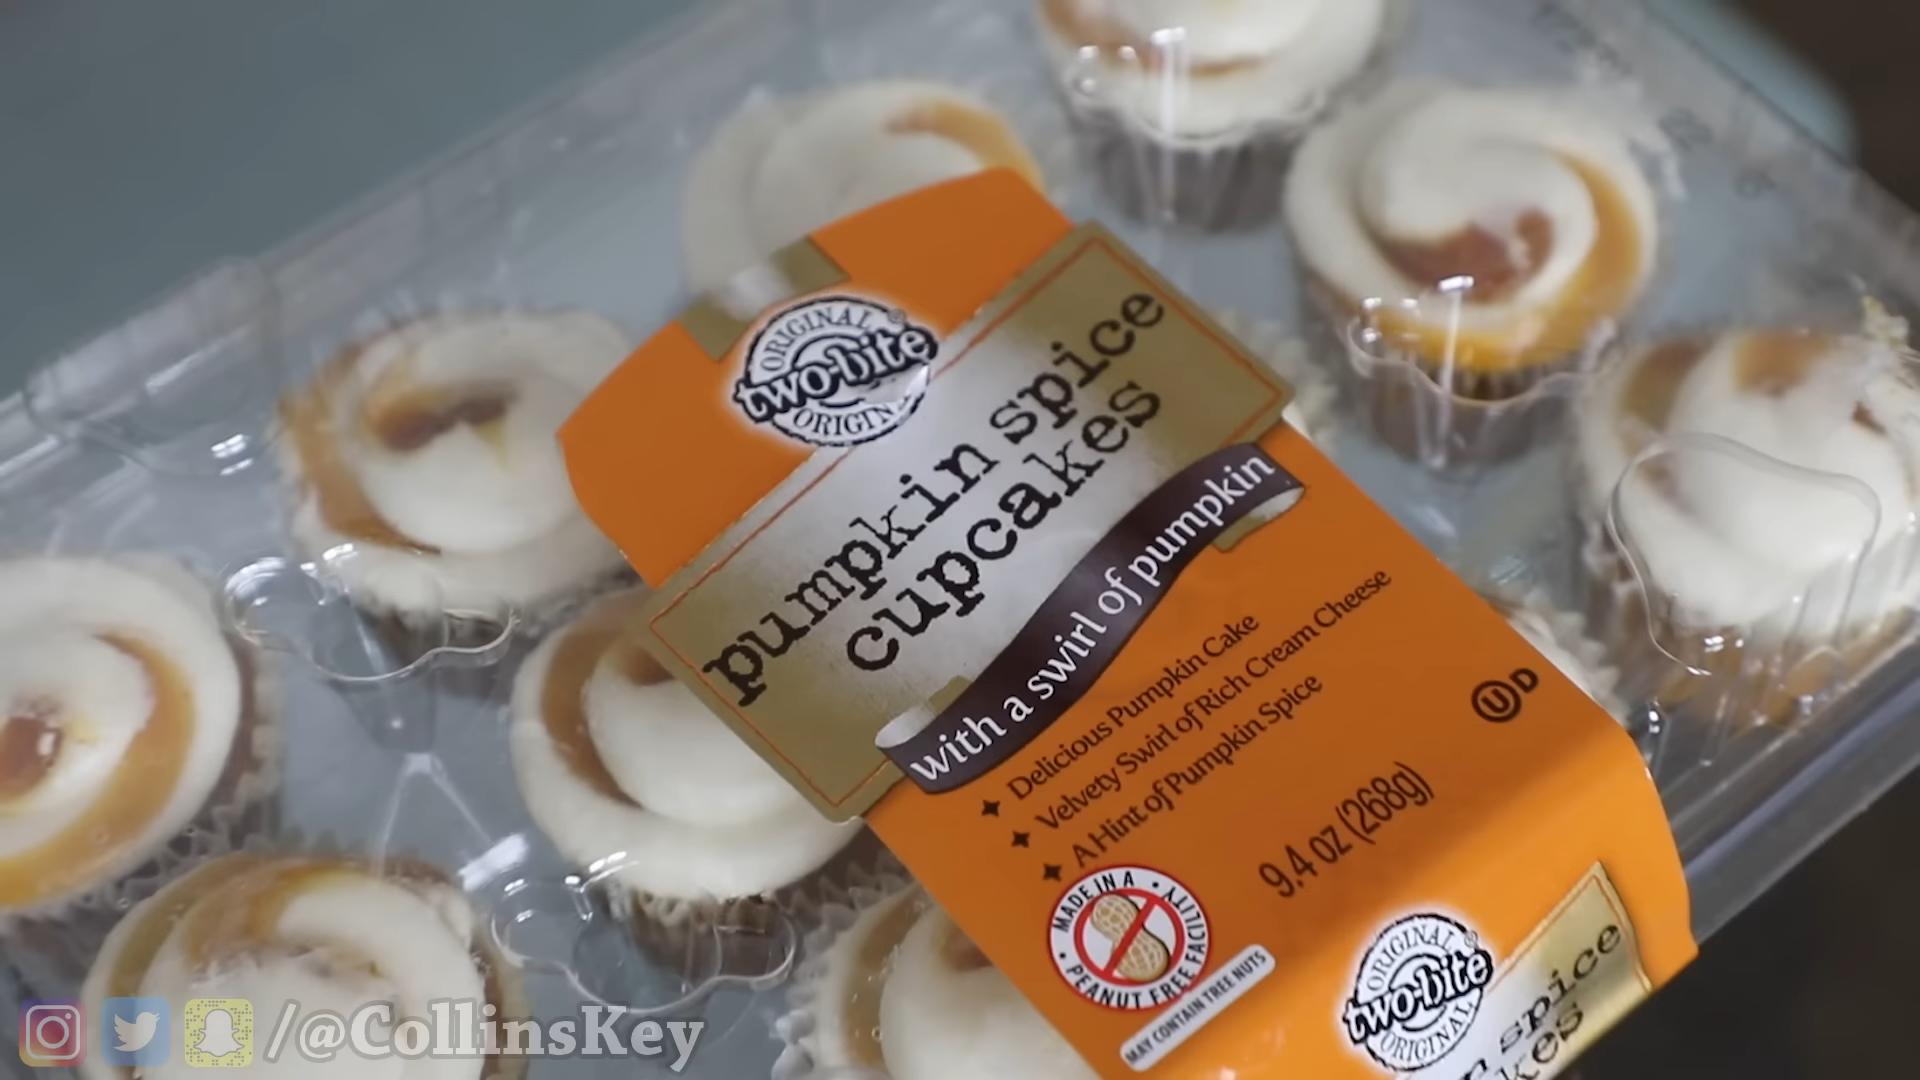 ORIGINAL
two-bite®
ORIGINAL
pumpkin spice
cupcakes
with a swirl of pumpkin
Delicious Pumpkin Cake
Velvety Swirl of Rich Cream Cheese
A Hint of Pumpkin Spice
U D
9.4 oz (268g)
MADE IN A
PEANUT FREE FACILITY
MAY CONTAIN TREE NUTS
ORIGINAL
two-bite®
ORIGINAL
spice
kes
/@CollinsKey